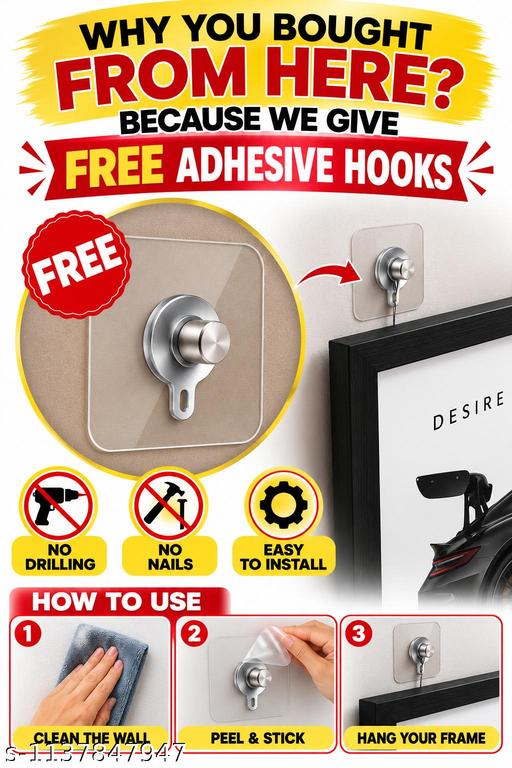 WHY YOU BOUGHT
FROM HERE?
BECAUSE WE GIVE
FREE ADHESIVE HOOKS
FREE
DESIRE
NO
DRILLING
NO
NAILS
EASY
TO INSTALL
HOW TO USE
1
2
3
CLEAN THE WALL
PEEL & STICK
HANG YOUR FRAME
s-1137847947